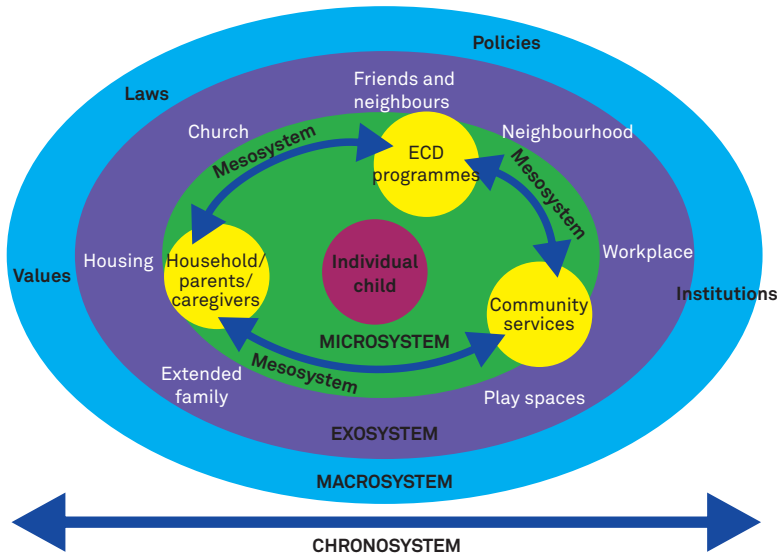 Policies
Laws
Friends and
neighbours
Church
Neighbourhood
Mesosystem
ECD
programmes
Mesosystem
Values
Housing
Household/
parents/
caregivers
Individual
child
Workplace
Institutions
Community
services
MICROSYSTEM
Mesosystem
Extended
family
Play spaces
EXOSYSTEM
MACROSYSTEM
CHRONOSYSTEM